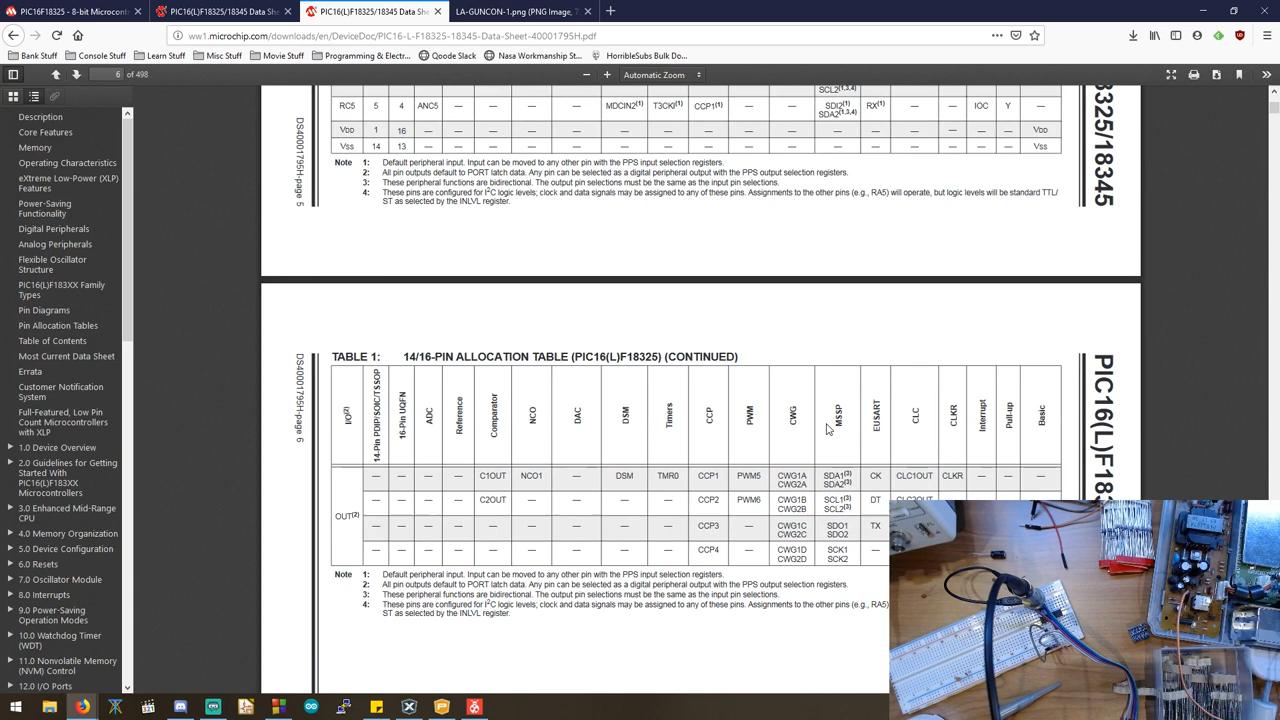 PIC16F18325 - 8-bit Microcont
PIC16(L)F18325/18345 Data She
PIC16(L)F18325/18345 Data She
LA-GUNCON-1.png (PNG Image, 7
ww1.microchip.com/downloads/en/DeviceDoc/PIC16-L-F18325-18345-Data-Sheet-40001795H.pdf
Bank Stuff Console Stuff Learn Stuff Misc Stuff Movie Stuff Programming & Electr... Qode Slack Nasa Workmanship St... HorribleSubs Bulk Do...
6 of 498
Automatic Zoom
Description
Core Features
Memory
Operating Characteristics
eXtreme Low-Power (XLP)
Features
Power-Saving
Functionality
Digital Peripherals
Analog Peripherals
Flexible Oscillator
Structure
PIC16(L)F183XX Family
Types
Pin Diagrams
Pin Allocation Tables
Table of Contents
Most Current Data Sheet
Errata
Customer Notification
System
Full-Featured, Low Pin
Count Microcontrollers
with XLP
1.0 Device Overview
2.0 Guidelines for Getting
Started With
PIC16(L)F183XX
Microcontrollers
3.0 Enhanced Mid-Range
CPU
4.0 Memory Organization
5.0 Device Configuration
6.0 Resets
7.0 Oscillator Module
8.0 Interrupts
9.0 Power-Saving
Operation Modes
10.0 Watchdog Timer
(WDT)
11.0 Nonvolatile Memory
(NVM) Control
12.0 I/O Ports
SCL2(1,3,4)
RC5 5 4 ANC5 — — — — MDCIN2(1) T3CKI(1) CCP1(1) — — SDI2(1) SDA2(1,3,4) RX(1) — — IOC Y —
VDD 1 16 — — — — — — — — — — — — — — — — VDD
VSS 14 13 — — — — — — — — — — — — — — — — VSS
Note 1: Default peripheral input. Input can be moved to any other pin with the PPS input selection registers.
2: All pin outputs default to PORT latch data. Any pin can be selected as a digital peripheral output with the PPS output selection registers.
3: These peripheral functions are bidirectional. The output pin selections must be the same as the input pin selections.
4: These pins are configured for I2C logic levels; clock and data signals may be assigned to any of these pins. Assignments to the other pins (e.g., RA5) will operate, but logic levels will be standard TTL/
ST as selected by the INLVL register.
DS40001795H-page 5
8325/18345
TABLE 1: 14/16-PIN ALLOCATION TABLE (PIC16(L)F18325) (CONTINUED)
I/O(2) 14-Pin PDIP/SOIC/TSSOP 16-Pin UQFN ADC Reference Comparator NCO DAC DSM Timers CCP PWM CWG MSSP EUSART CLC CLKR Interrupt Pull-up Basic
OUT(2)
— — — — C1OUT NCO1 — DSM TMR0 CCP1 PWM5 CWG1A CWG2A SDA1(3) SDA2(3) CK CLC1OUT CLKR — — —
— — — — C2OUT — — — — CCP2 PWM6 CWG1B CWG2B SCL1(3) SCL2(3) DT
— — — — — — — — — CCP3 — CWG1C CWG2C SDO1 SDO2 TX
— — — — — — — — — CCP4 — CWG1D CWG2D SCK1 SCK2 —
Note 1: Default peripheral input. Input can be moved to any other pin with the PPS input selection registers.
2: All pin outputs default to PORT latch data. Any pin can be selected as a digital peripheral output with the PPS output selection registers.
3: These peripheral functions are bidirectional. The output pin selections must be the same as the input pin selections.
4: These pins are configured for I2C logic levels; clock and data signals may be assigned to any of these pins. Assignments to the other pins (e.g., RA5)
ST as selected by the INLVL register.
DS40001795H-page 6
PIC16(L)F183